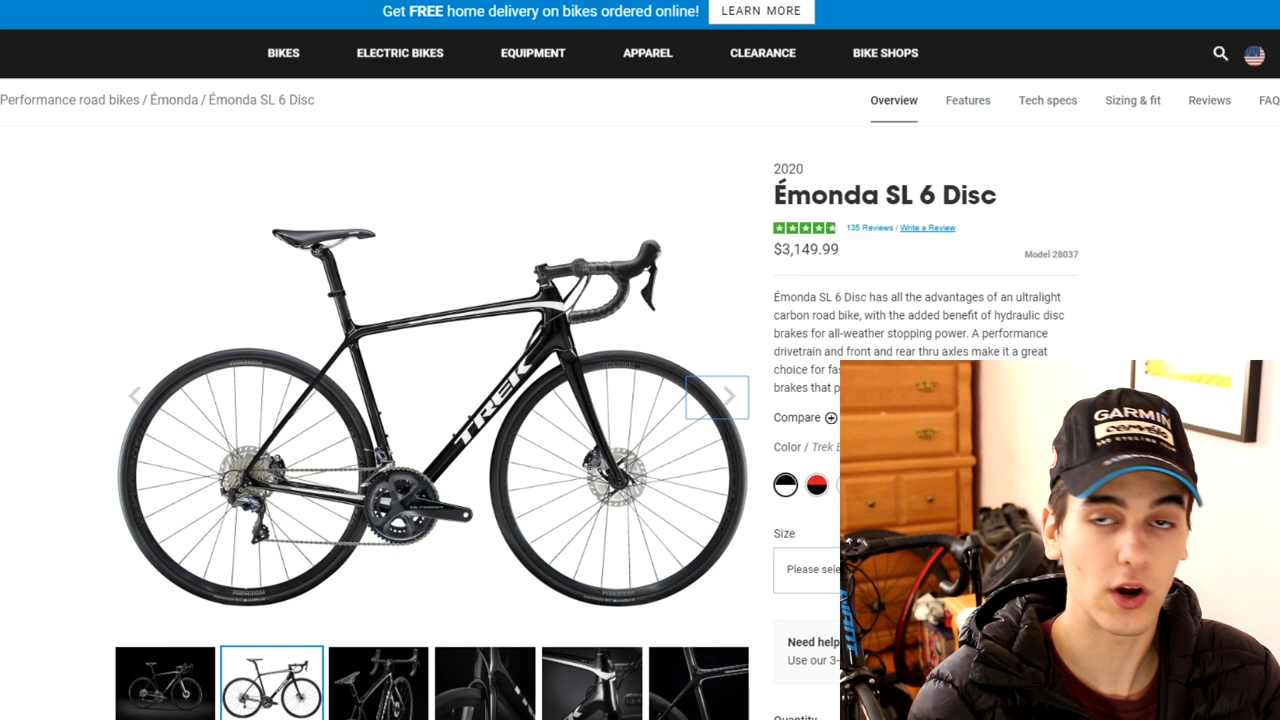 Get FREE home delivery on bikes ordered online! LEARN MORE
BIKES ELECTRIC BIKES EQUIPMENT APPAREL CLEARANCE BIKE SHOPS
Performance road bikes / Émonda / Émonda SL 6 Disc
Overview Features Tech specs Sizing & fit Reviews FAQ
2020
Émonda SL 6 Disc
135 Reviews / Write a Review
$3,149.99
Model 28037
Émonda SL 6 Disc has all the advantages of an ultralight
carbon road bike, with the added benefit of hydraulic disc
brakes for all-weather stopping power. A performance
drivetrain and front and rear thru axles make it a great
choice for fas
brakes that p
Compare
Color / Trek B
Size
Please sele
Need help
Use our 3-
Quantity
TREK
GARMIN
cervélo